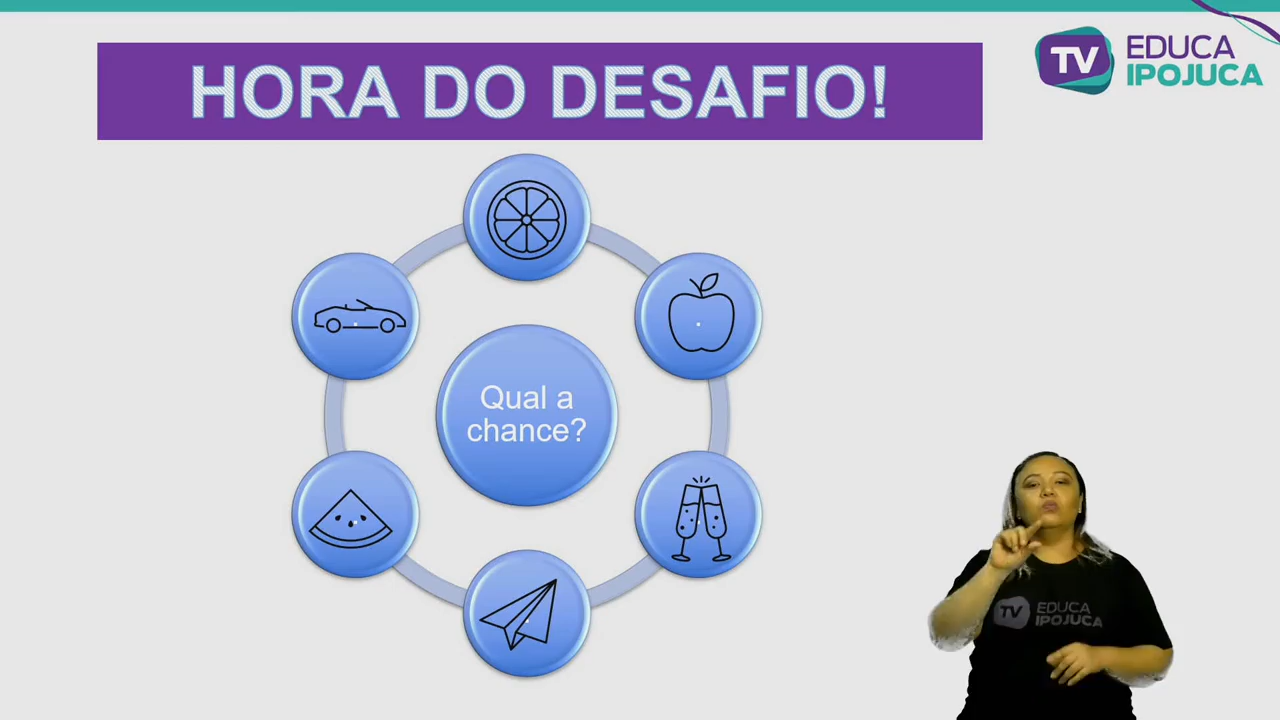 HORA DO DESAFIO!
TV EDUCA
IPOJUCA
Qual a
chance?
TV EDUCA
IPOJUCA